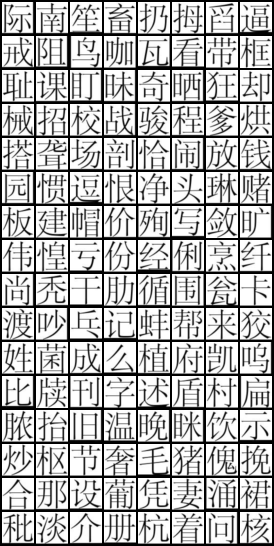 际南笙畜扔拇舀逼
戒阻鸟咖瓦看带框
耻课盯昧奇晒狂却
械招校战骏程爹烘
搭聋场剖恰闹放钱
园惯逗恨净头琳赌
板建帽价殉写敛旷
伟惶亏份经俐烹纤
尚秃干肋循围瓮卡
渡吵乓记蚌帮来狡
姓菌成么植府凯呜
比牍刊字述盾村扁
脓抬旧温晚眯饮示
炒枢节奢毛猪傀挽
合那设葡凭妻涌裙
秕淡介册杭着问核